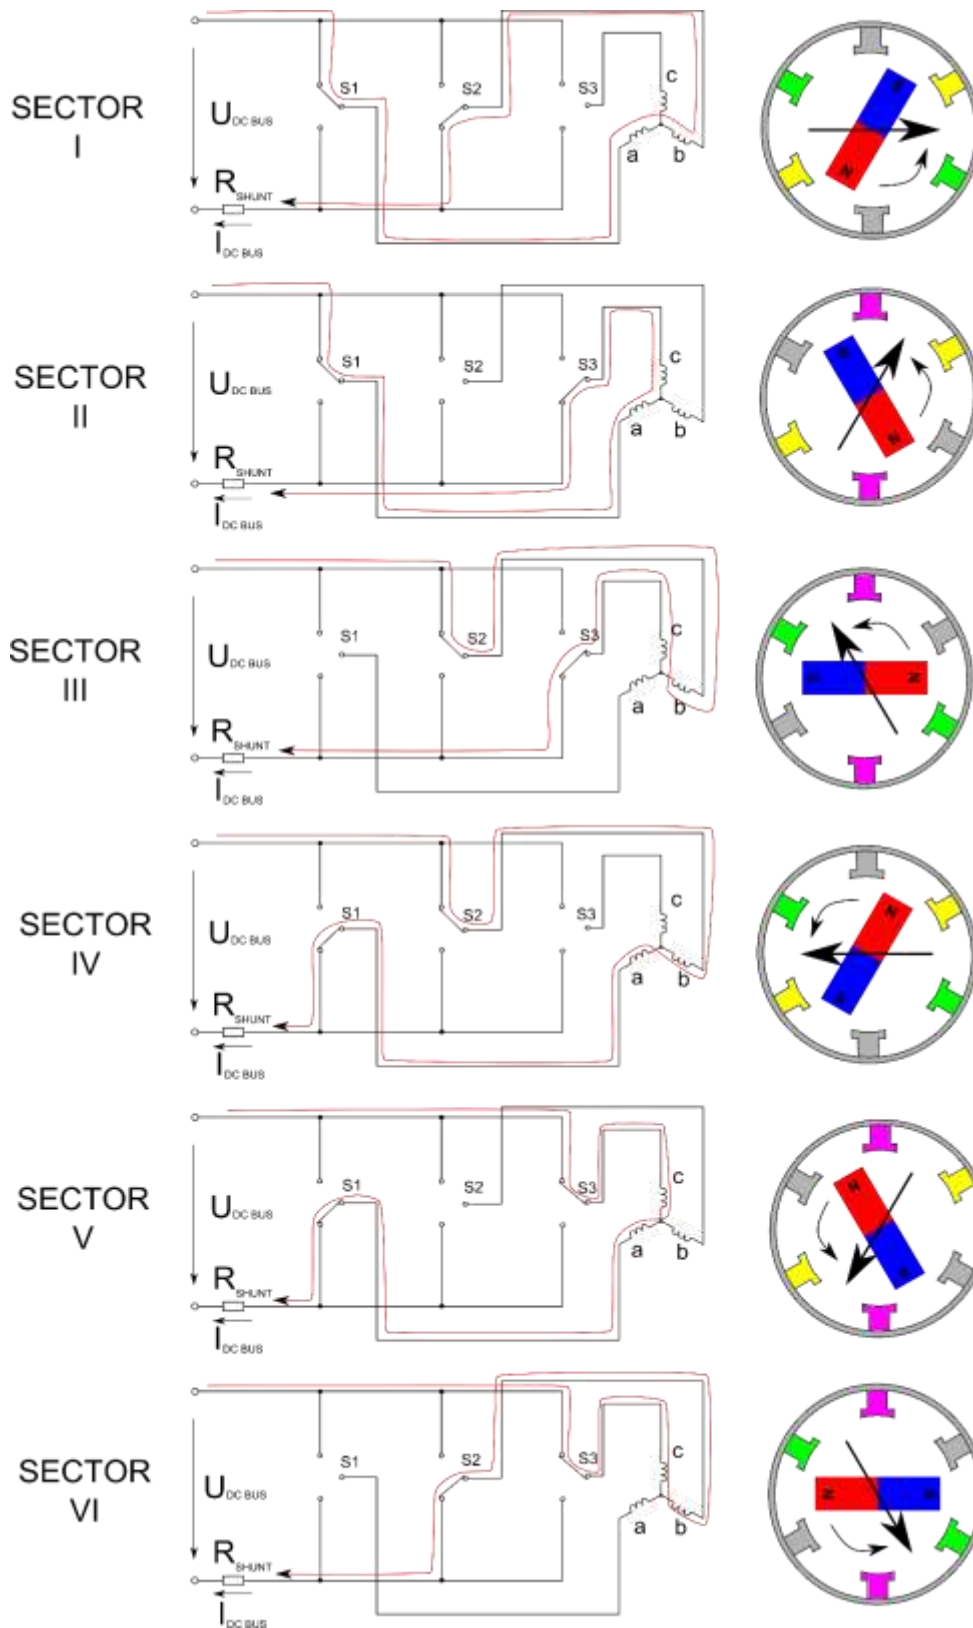 SECTOR
I
U DC BUS
R SHUNT
I DC BUS
S1
S2
S3
c
a
b
N
SECTOR
II
U DC BUS
R SHUNT
I DC BUS
S1
S2
S3
c
a
b
N
SECTOR
III
U DC BUS
R SHUNT
I DC BUS
S1
S2
S3
c
a
b
N
SECTOR
IV
U DC BUS
R SHUNT
I DC BUS
S1
S2
S3
c
a
b
N
SECTOR
V
U DC BUS
R SHUNT
I DC BUS
S1
S2
S3
c
a
b
N
SECTOR
VI
U DC BUS
R SHUNT
I DC BUS
S1
S2
S3
c
a
b
N